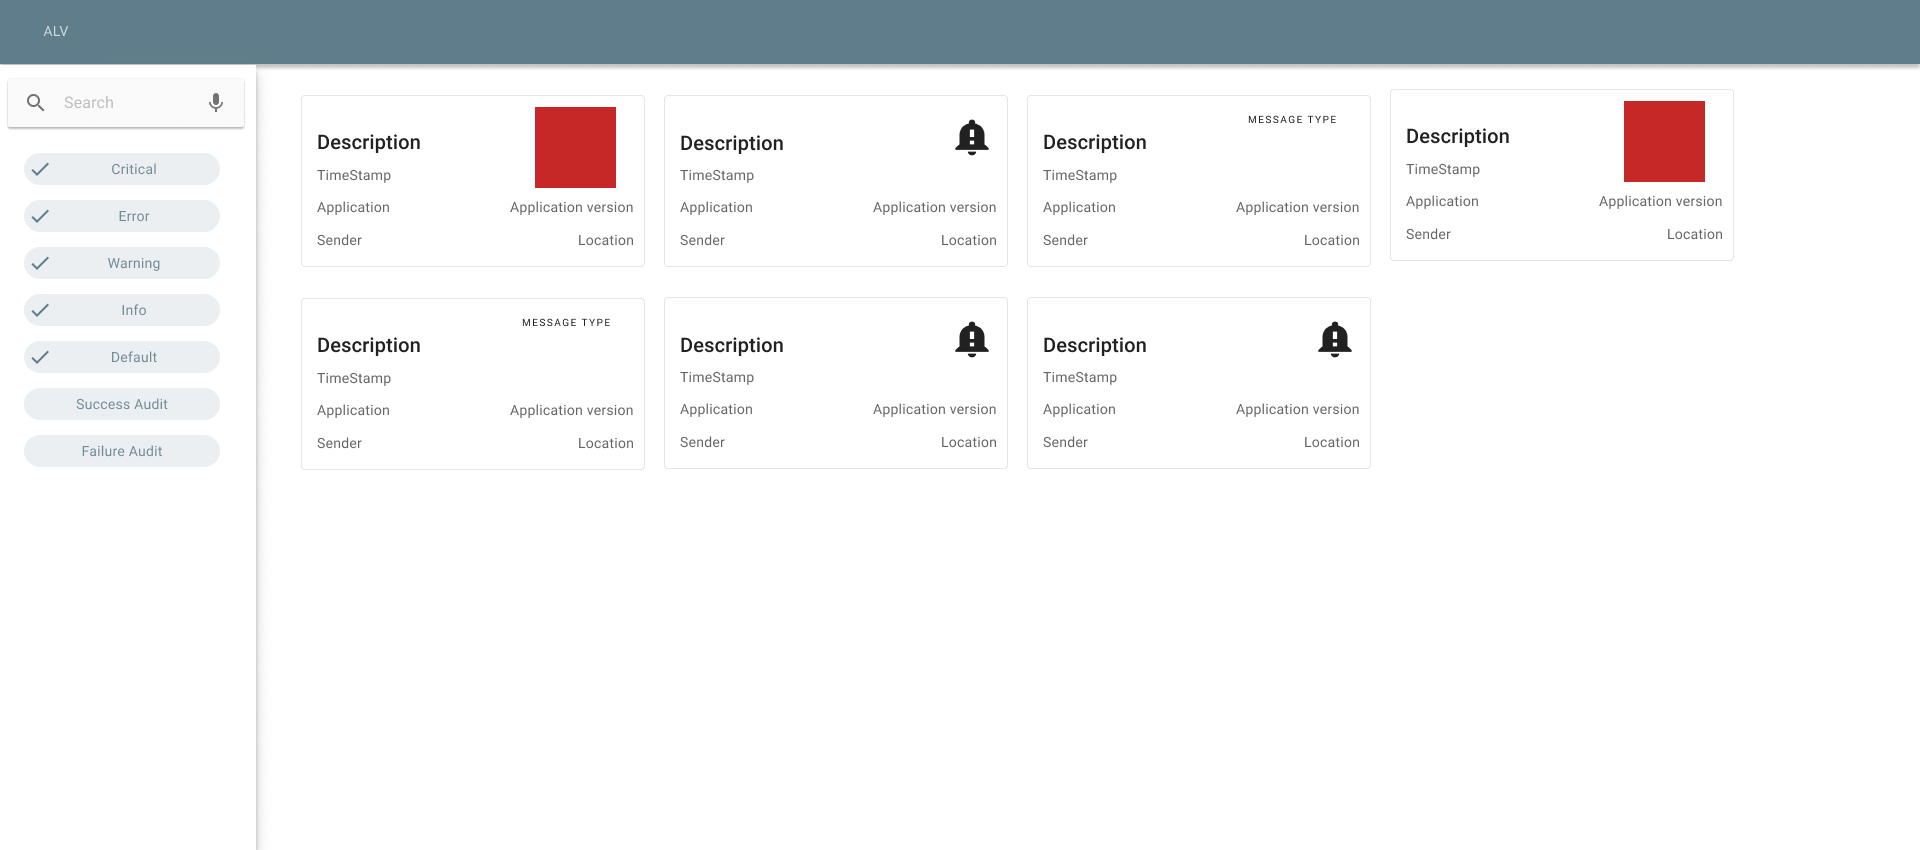 ALV
Search
Critical
Error
Warning
Info
Default
Success Audit
Failure Audit
Description
TimeStamp
Application Application version
Sender Location
Description
TimeStamp
Application Application version
Sender Location
MESSAGE TYPE
Description
TimeStamp
Application Application version
Sender Location
Description
TimeStamp
Application Application version
Sender Location
MESSAGE TYPE
Description
TimeStamp
Application Application version
Sender Location
Description
TimeStamp
Application Application version
Sender Location
Description
TimeStamp
Application Application version
Sender Location